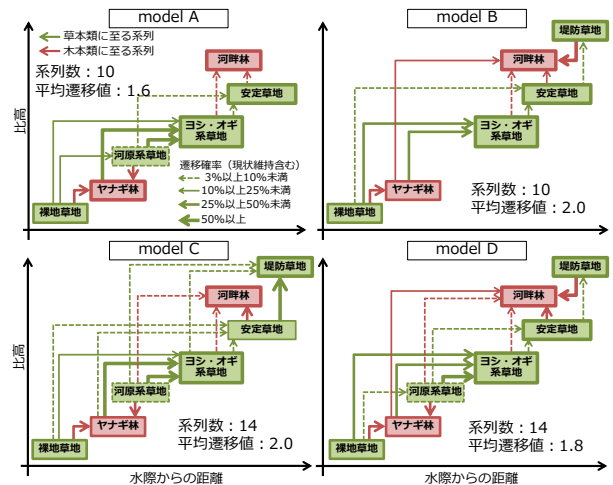 model A
草本類に至る系列
木本類に至る系列
系列数：10
平均遷移値：1.6
河畔林
安定草地
ヨシ・オギ
系草地
河原系草地
ヤナギ林
裸地草地
遷移確率（現状維持含む）
3%以上10%未満
10%以上25%未満
25%以上50%未満
50%以上
比高
model B
堤防草地
河畔林
安定草地
ヨシ・オギ
系草地
ヤナギ林
裸地草地
系列数：10
平均遷移値：2.0
model C
堤防草地
河畔林
安定草地
ヨシ・オギ
系草地
河原系草地
ヤナギ林
裸地草地
系列数：14
平均遷移値：2.0
比高
水際からの距離
model D
堤防草地
河畔林
安定草地
ヨシ・オギ
系草地
河原系草地
ヤナギ林
裸地草地
系列数：14
平均遷移値：1.8
水際からの距離